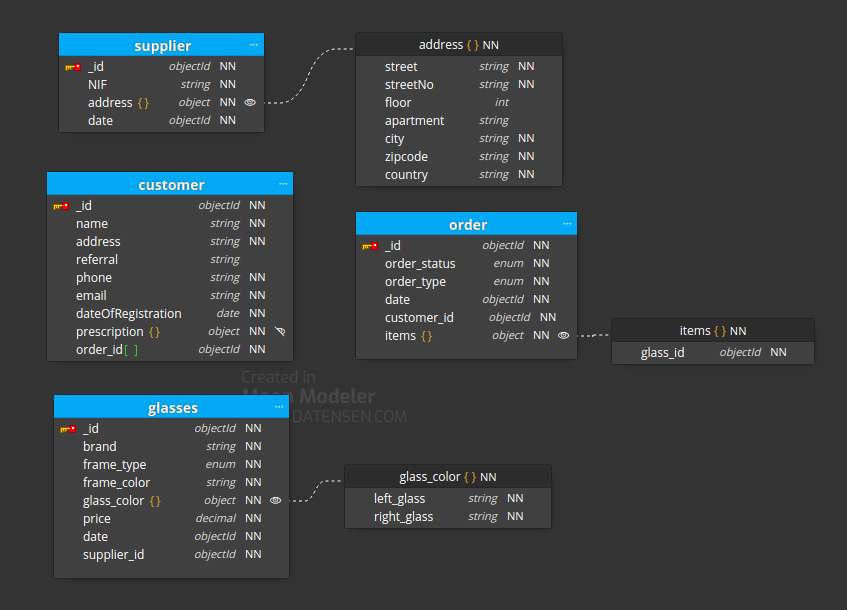 supplier ...
_id objectId NN
NIF string NN
address { } object NN
date objectId NN
address { } NN
street string NN
streetNo string NN
floor int
apartment string
city string NN
zipcode string NN
country string NN
customer ...
_id objectId NN
name string NN
address string NN
referral string
phone string NN
email string NN
dateOfRegistration date NN
prescription { } object NN
order_id[ ] objectId NN
order ...
_id objectId NN
order_status enum NN
order_type enum NN
date objectId NN
customer_id objectId NN
items { } object NN
items { } NN
glass_id objectId NN
Created in
Moon Modeler
DATENSEN.COM
glasses ...
_id objectId NN
brand string NN
frame_type enum NN
frame_color string NN
glass_color { } object NN
price decimal NN
date objectId NN
supplier_id objectId NN
glass_color { } NN
left_glass string NN
right_glass string NN